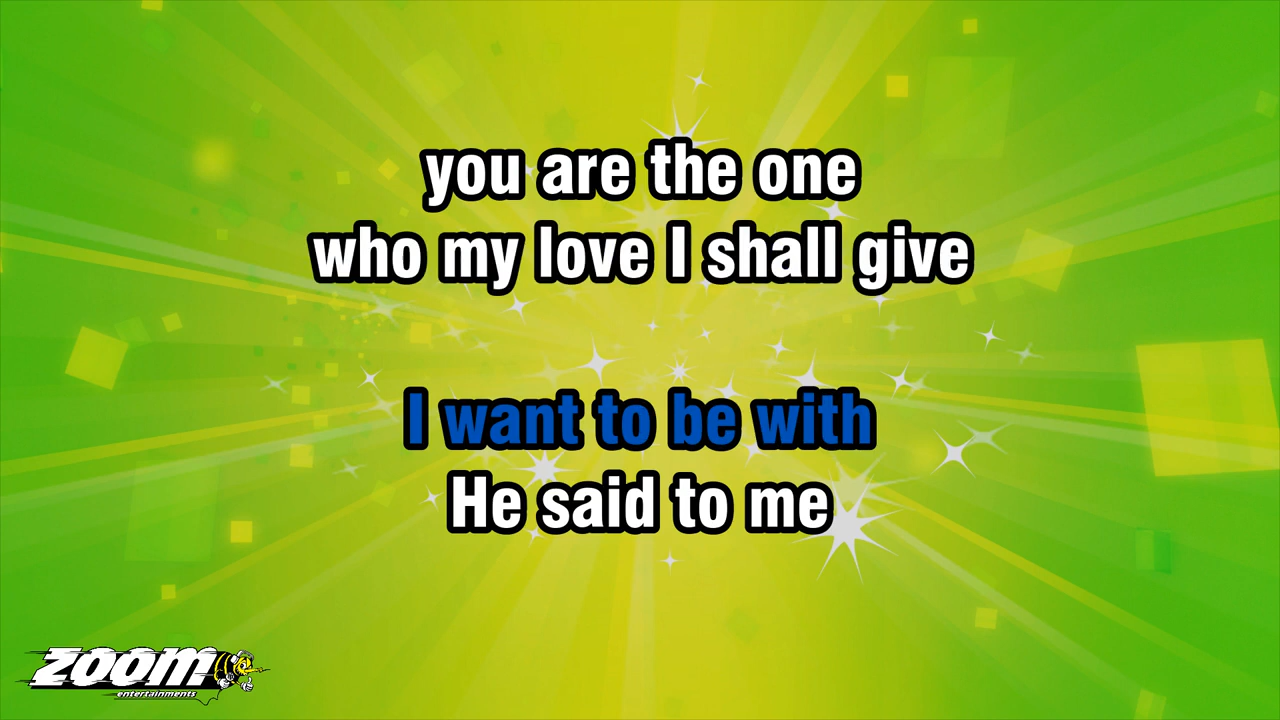 you are the one
who my love I shall give
I want to be with
He said to me
zoom
entertainments